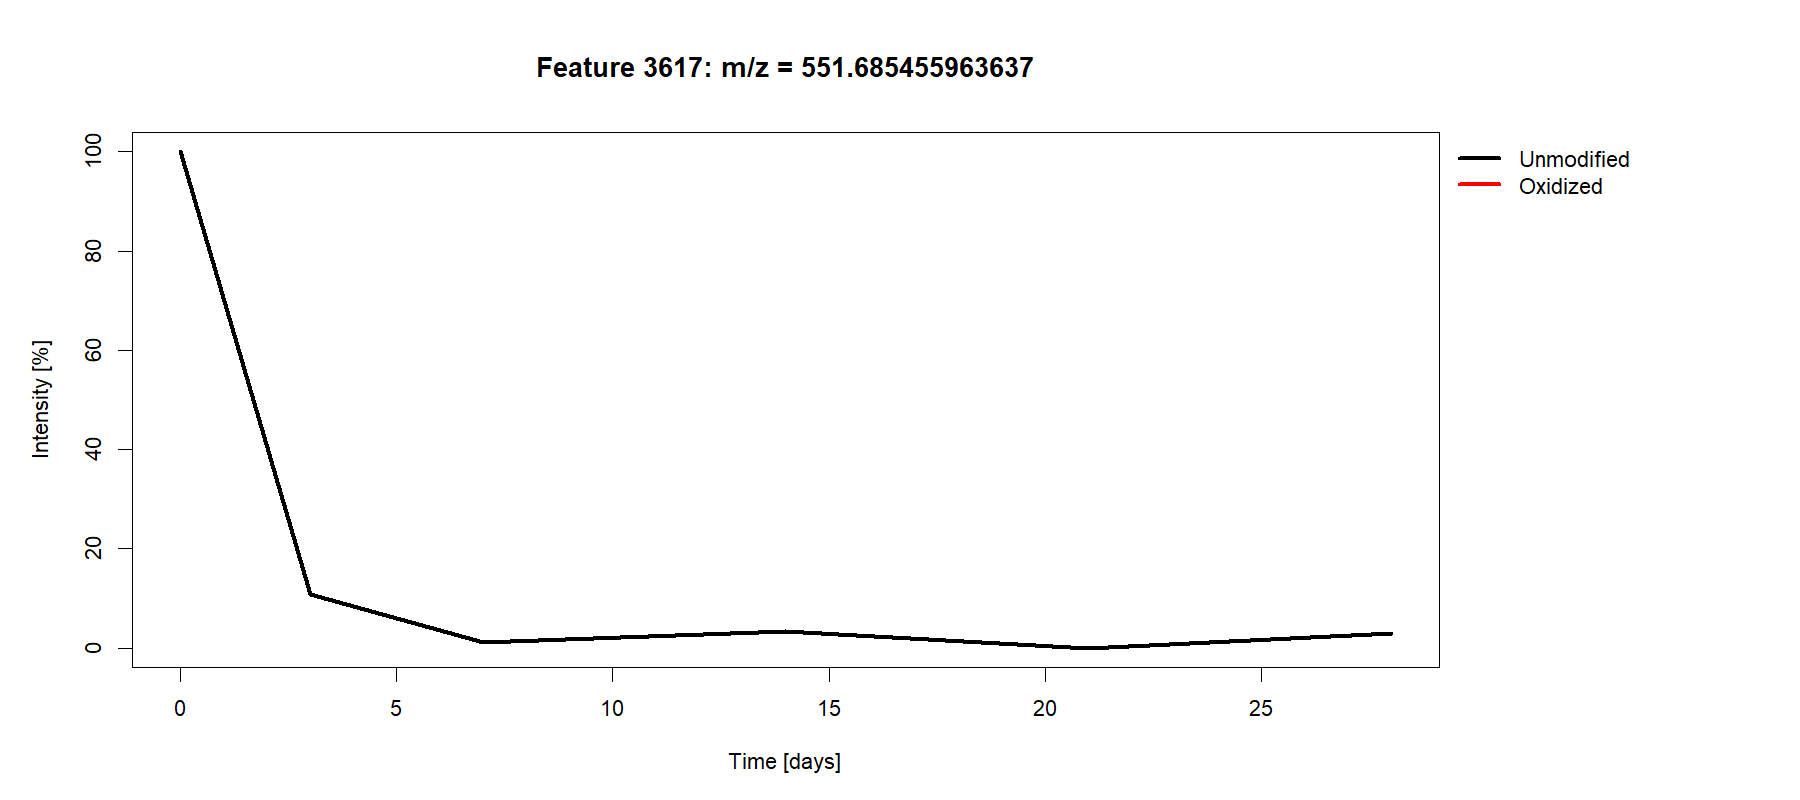 Feature 3617: m/z = 551.685455963637
Unmodified
Oxidized
Intensity [%]
100
80
60
40
20
0
0 5 10 15 20 25
Time [days]